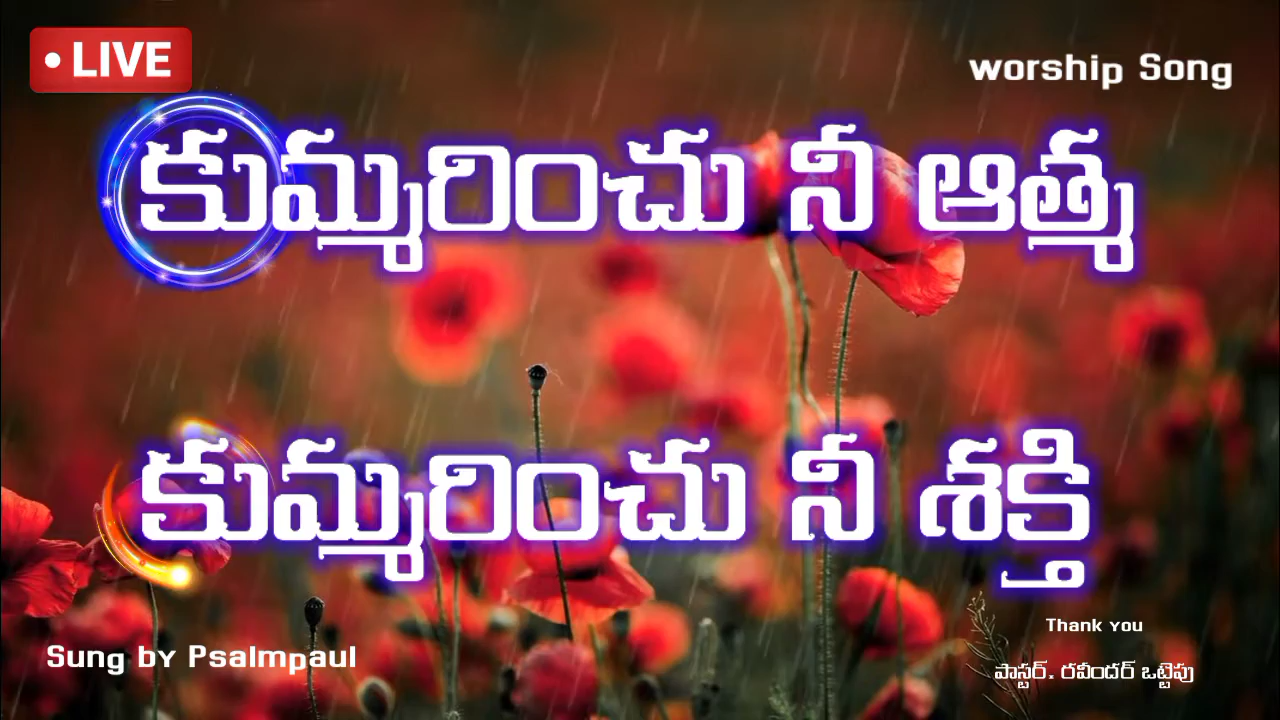 LIVE
worship Song
కుమ్మరించు నీ ఆత్మ
కుమ్మరించు నీ శక్తి
Thank you
Sung by Psalmpaul
పాస్టర్. రవీందర్ ఒట్టెపు